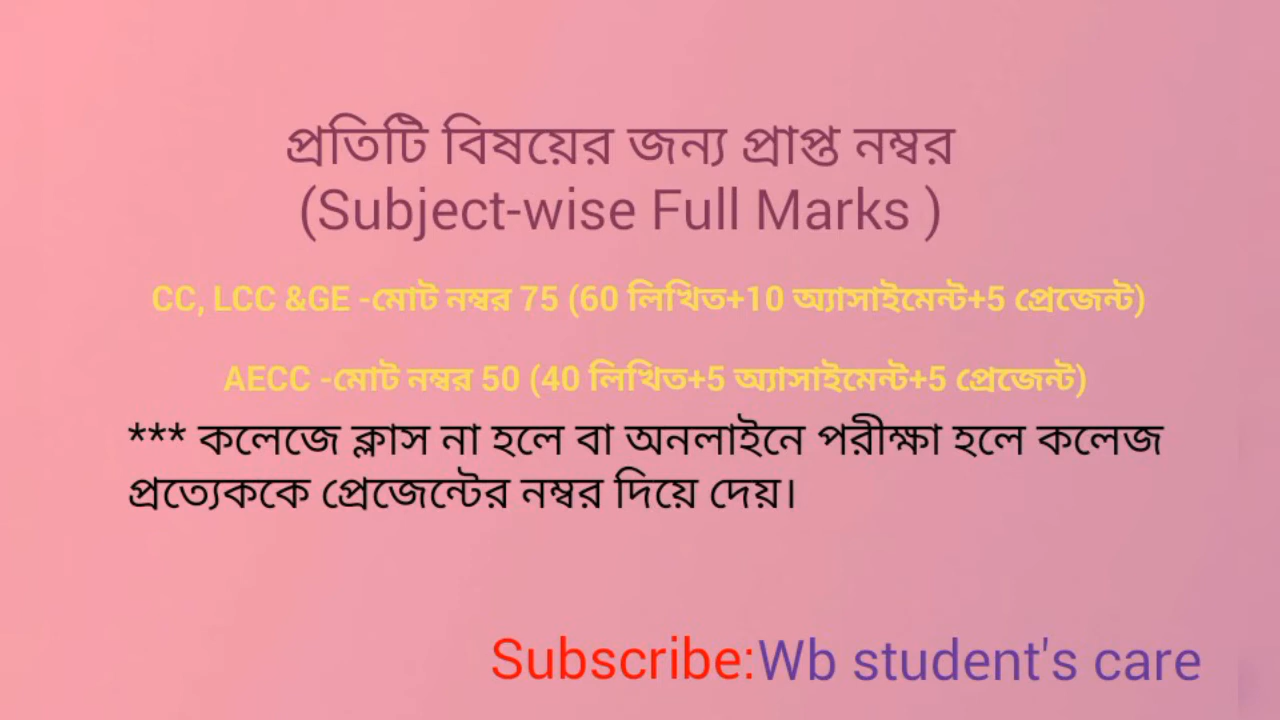 প্রতিটি বিষয়ের জন্য প্রাপ্ত নম্বর
(Subject-wise Full Marks )
CC, LCC &GE -মোট নম্বর 75 (60 লিখিত+10 অ্যাসাইমেন্ট+5 প্রেজেন্ট)
AECC -মোট নম্বর 50 (40 লিখিত+5 অ্যাসাইমেন্ট+5 প্রেজেন্ট)
*** কলেজে ক্লাস না হলে বা অনলাইনে পরীক্ষা হলে কলেজ
প্রত্যেককে প্রেজেন্টের নম্বর দিয়ে দেয়।
Subscribe:Wb student's care